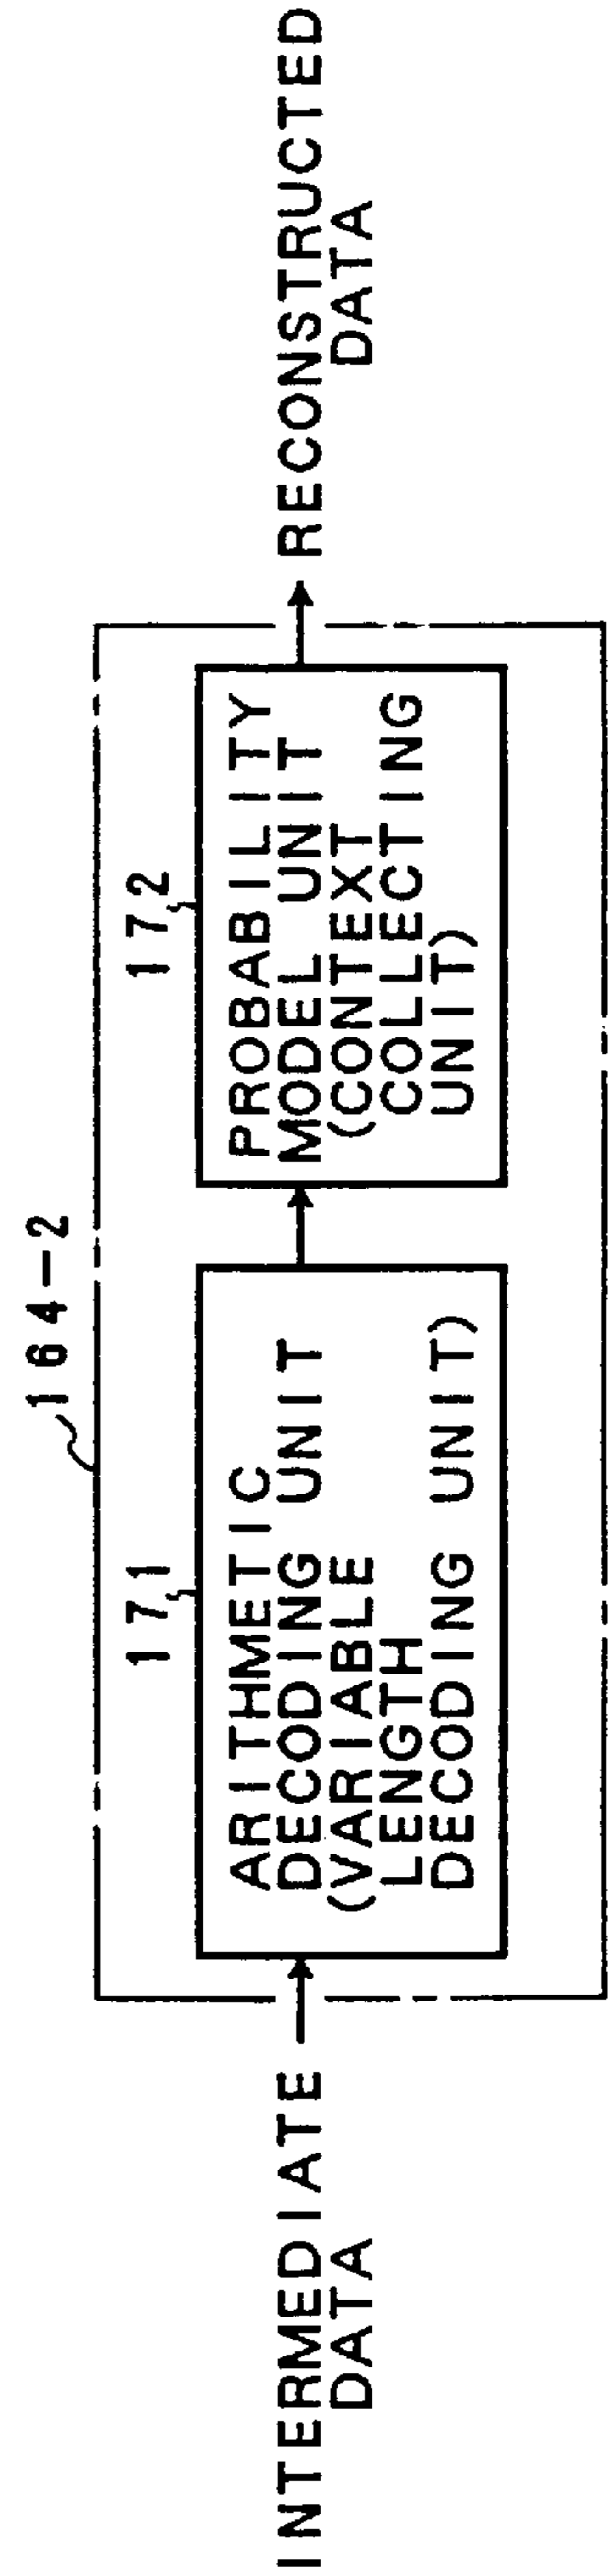 164-2
INTERMEDIATE
DATA
171
ARITHMETIC
DECODING UNIT
(VARIABLE
LENGTH
DECODING UNIT)
172
PROBABILITY
MODEL UNIT
(CONTEXT
COLLECTING
UNIT)
RECONSTRUCTED
DATA